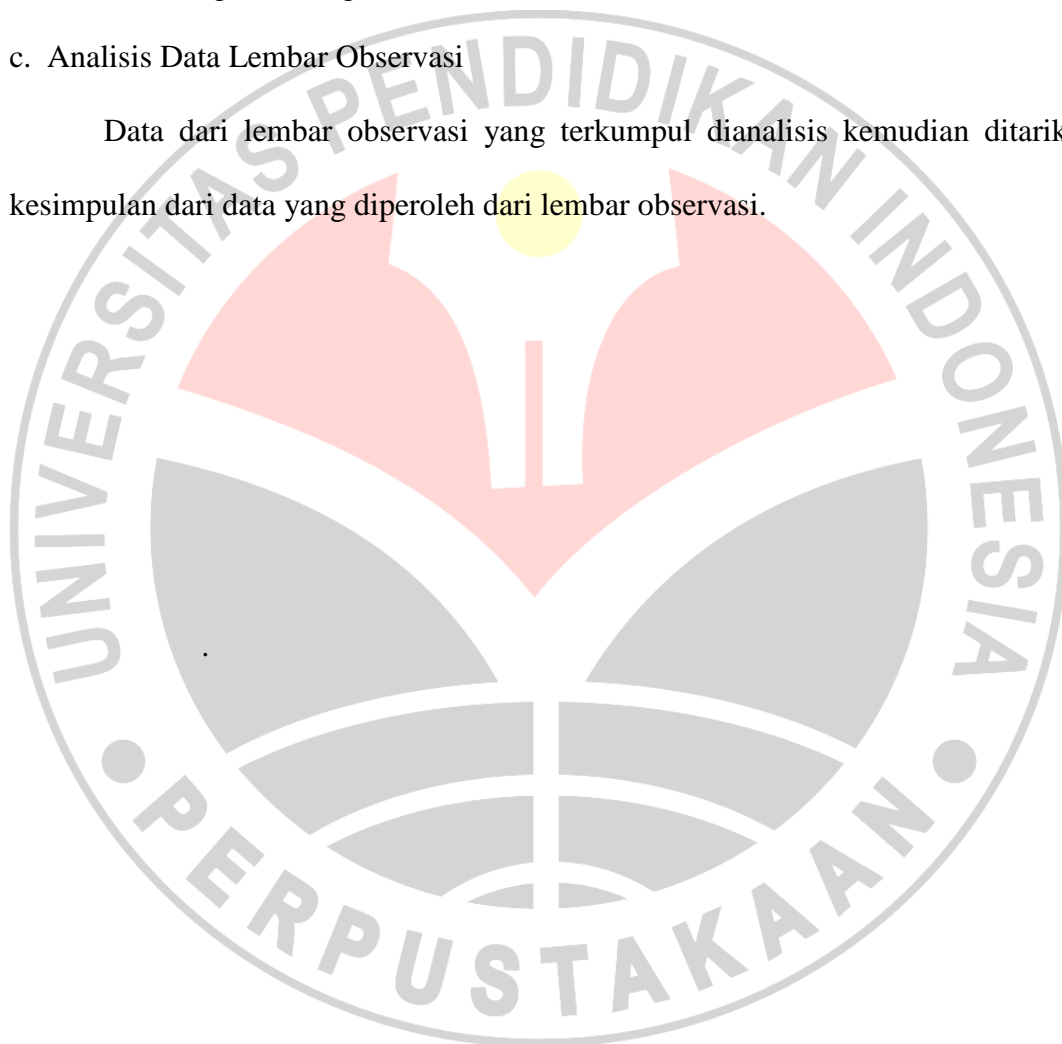 c. Analisis Data Lembar Observasi
Data dari lembar observasi yang terkumpul dianalisis kemudian ditarik
kesimpulan dari data yang diperoleh dari lembar observasi.
.
UNIVERSITAS PENDIDIKAN INDONESIA
PERPUSTAKAAN